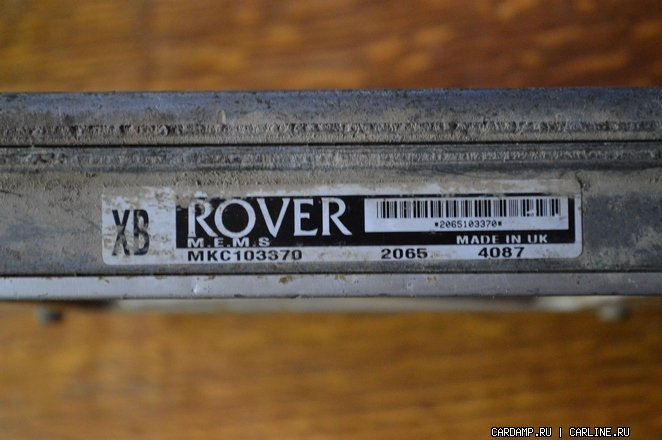 XB
ROVER
*2065103370*
M.E.M.S MADE IN UK
MKC103370 2065 4087
CARDAMP.RU | CARLINE.RU